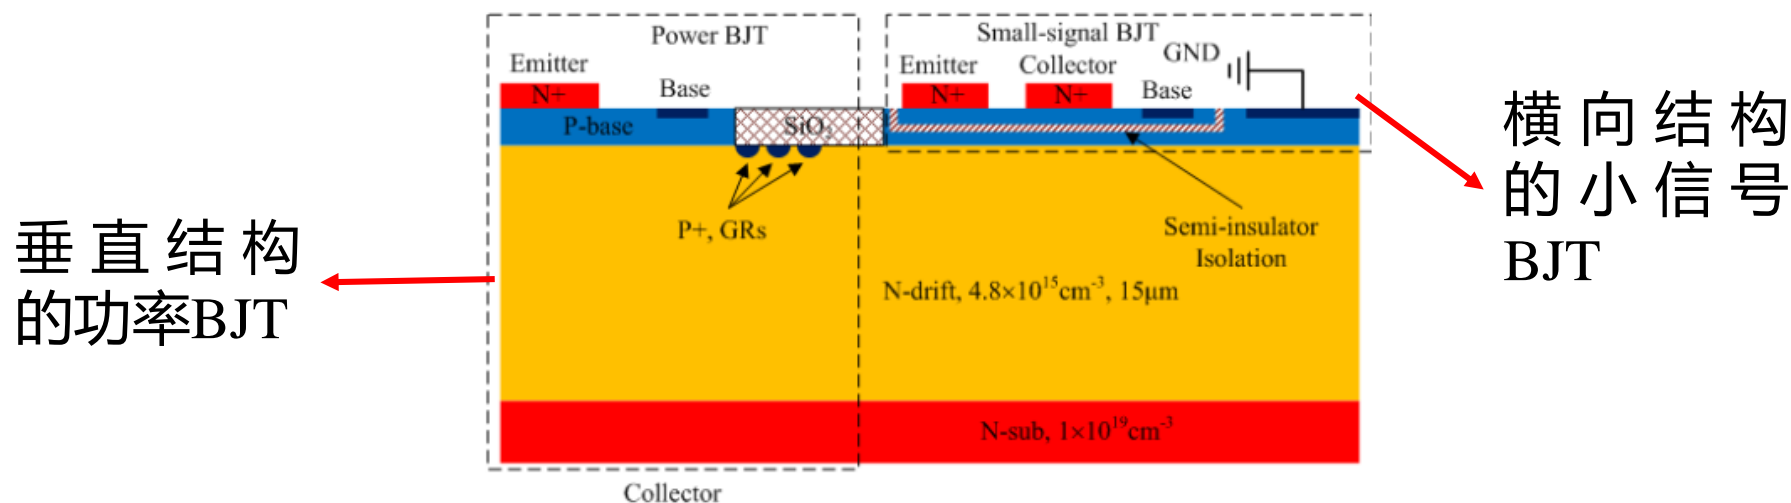 Power BJT
Small-signal BJT
Emitter
Base
Emitter
Collector
Base
GND
N+
N+
N+
P-base
SiO₂
P+, GRs
Semi-insulator
Isolation
N-drift, 4.8×10¹⁵cm⁻³, 15μm
N-sub, 1×10¹⁹cm⁻³
Collector
垂直结构
的功率BJT
横向结构
的小信号
BJT